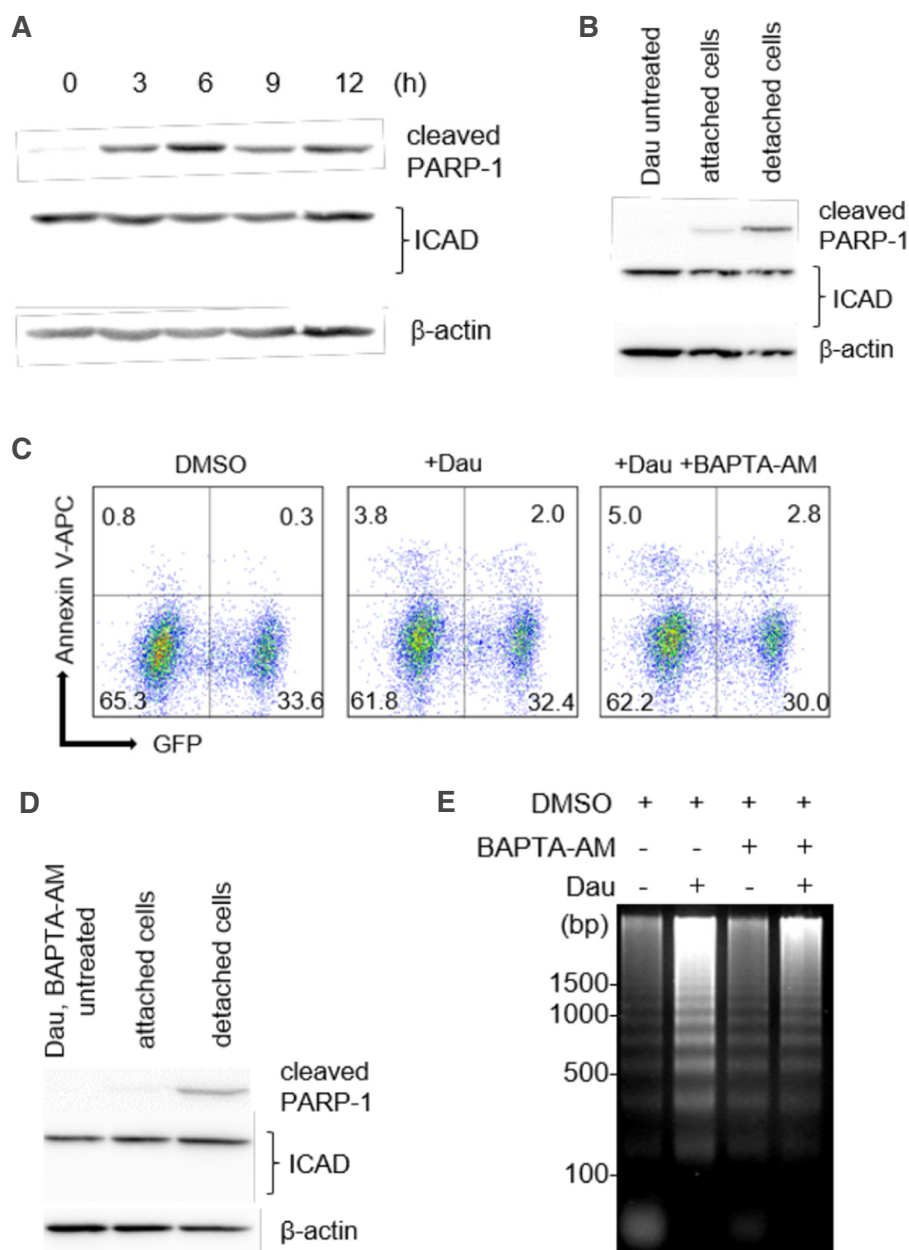 A
0 3 6 9 12 (h)
cleaved
PARP-1
ICAD
β-actin
B
Dau untreated
attached cells
detached cells
cleaved
PARP-1
ICAD
β-actin
C
DMSO
+Dau
+Dau +BAPTA-AM
Annexin V-APC
0.8 0.3
65.3 33.6
3.8 2.0
61.8 32.4
5.0 2.8
62.2 30.0
GFP
D
Dau, BAPTA-AM
untreated
attached cells
detached cells
cleaved
PARP-1
ICAD
β-actin
E
DMSO + + + +
BAPTA-AM - - + +
Dau - + - +
(bp)
1500
1000
500
100